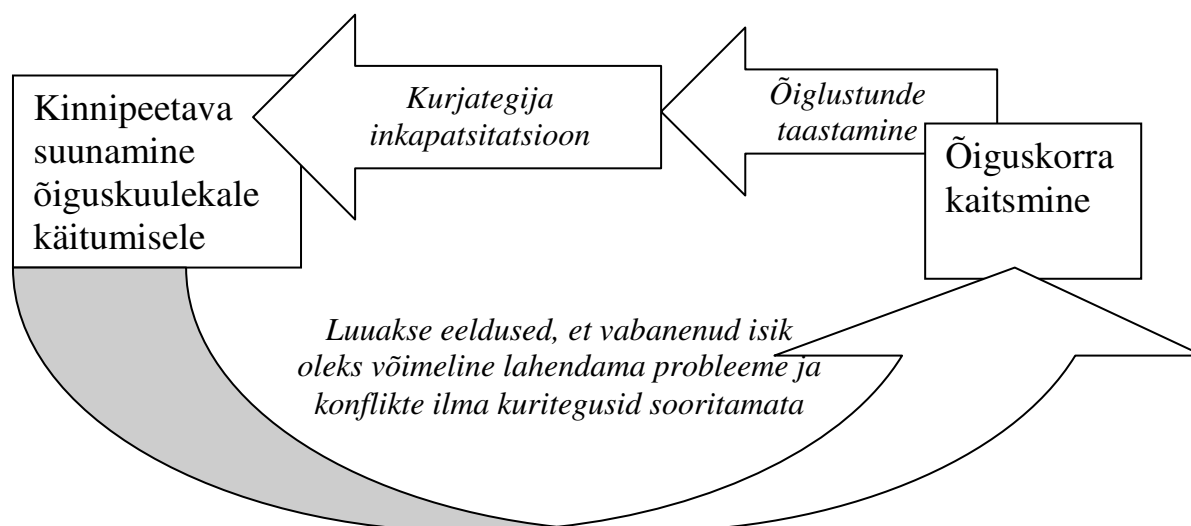 Kinnipeetava
suunamine
õiguskuulekale
käitumisele
Kurjategija
inkapatsitatsioon
Õiglustunde
taastamine
Õiguskorra
kaitsmine
Luuakse eeldused, et vabanenud isik
oleks võimeline lahendama probleeme ja
konflikte ilma kuritegusid sooritamata